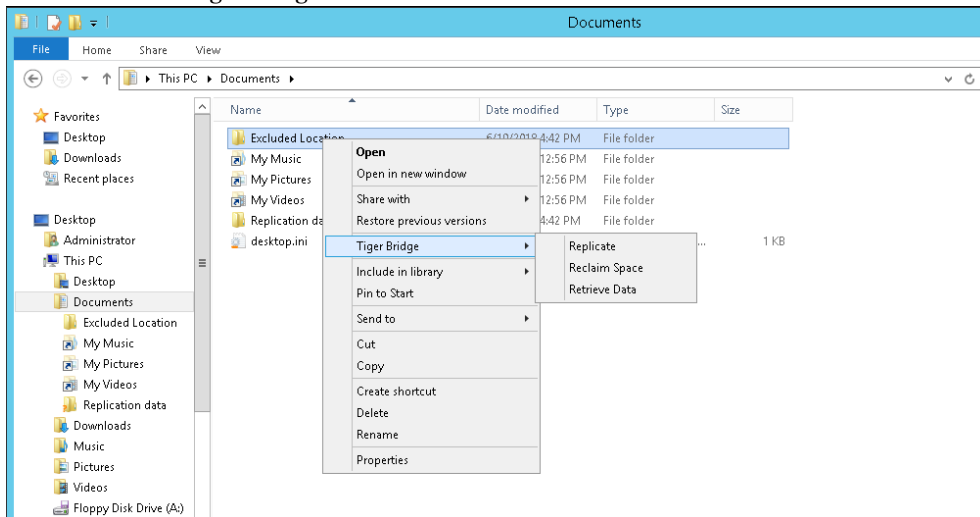 Documents
File Home Share View
This PC Documents
Favorites
Desktop
Downloads
Recent places
Desktop
Administrator
This PC
Desktop
Documents
Excluded Location
My Music
My Pictures
My Videos
Replication data
Downloads
Music
Pictures
Videos
Floppy Disk Drive (A:)
Name Date modified Type Size
Excluded Location 6/19/2018 4:42 PM File folder
My Music 12:56 PM File folder
My Pictures 12:56 PM File folder
My Videos 12:56 PM File folder
Replication da 4:42 PM File folder
desktop.ini ... 1 KB
Open
Open in new window
Share with
Restore previous versions
Tiger Bridge
Include in library
Pin to Start
Send to
Cut
Copy
Create shortcut
Delete
Rename
Properties
Replicate
Reclaim Space
Retrieve Data